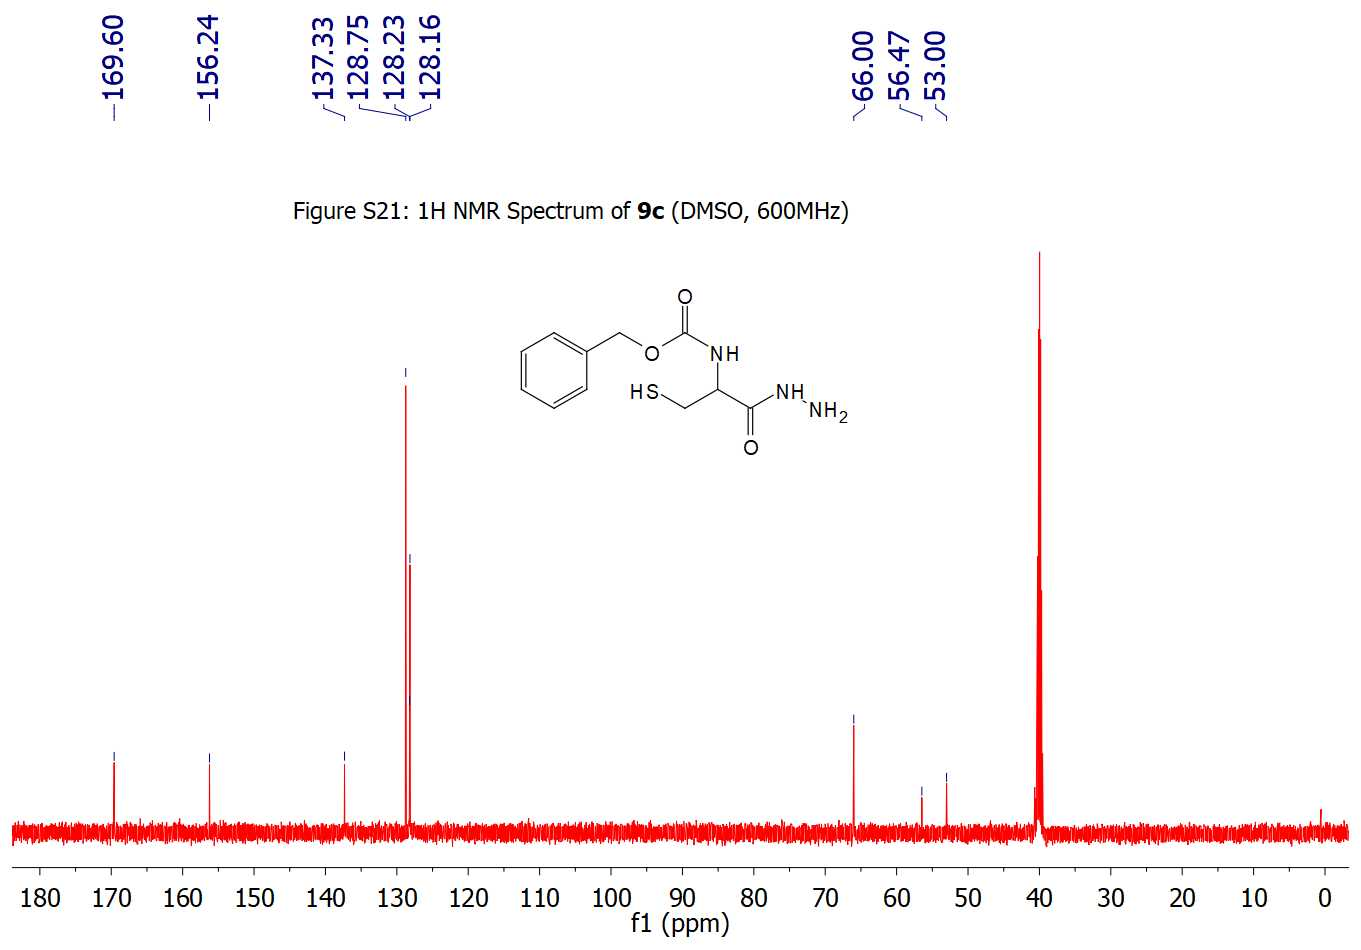 169.60
156.24
137.33
128.75
128.23
128.16
66.00
56.47
53.00
Figure S21: 1H NMR Spectrum of 9c (DMSO, 600MHz)
O
O
NH
HS
NH
NH2
O
180 170 160 150 140 130 120 110 100 90 80 70 60 50 40 30 20 10 0
f1 (ppm)